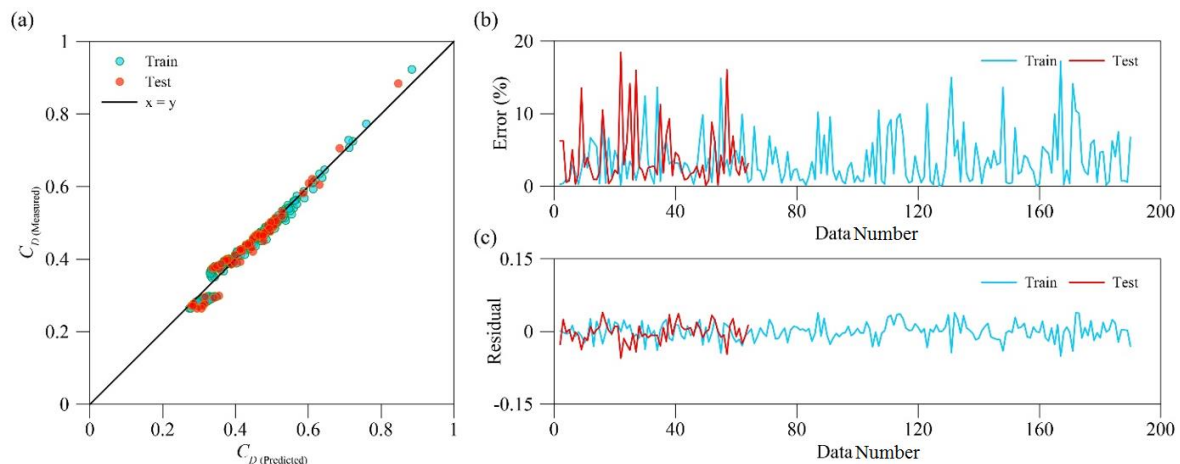 (a)
1
0.8
0.6
0.4
0.2
0
C_D (Measured)
Train
Test
x = y
0 0.2 0.4 0.6 0.8 1
C_D (Predicted)
(b)
20
10
0
Error (%)
Train Test
0 40 80 120 160 200
Data Number
(c)
0.15
0
-0.15
Residual
Train Test
0 40 80 120 160 200
Data Number